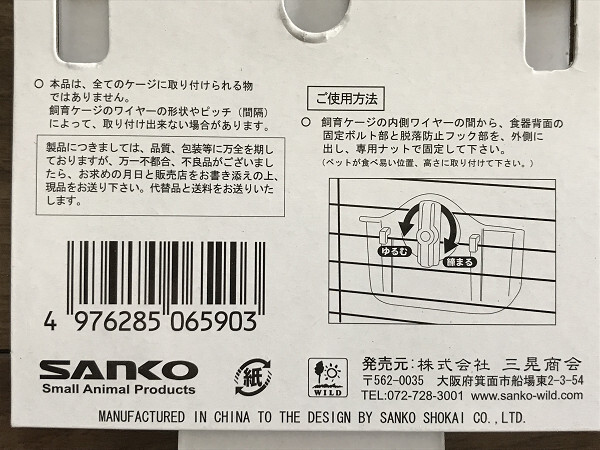 ○ 本品は、全てのケージに取り付けられる物
ではありません。
飼育ケージのワイヤーの形状やピッチ（間隔）
によって、取り付け出来ない場合があります。
製品につきましては、品質、包装等に万全を期し
ておりますが、万一不都合、不良品がございまし
たら、お求めの月日と販売店をお書き添えの上、
現品をお送り下さい。代替品と送料をお送りいた
します。
ご使用方法
○ 飼育ケージの内側ワイヤーの間から、食器背面の
固定ボルト部と脱落防止フック部を、外側に
出し、専用ナットで固定して下さい。
（ペットが食べ易い位置、高さに取り付けて下さい。）
ゆるむ
締まる
4 976285 065903
SANKO
Small Animal Products
紙
WILD
発売元：株式会社 三晃商会
〒562-0035 大阪府箕面市船場東2-3-54
TEL:072-728-3001 www.sanko-wild.com
MANUFACTURED IN CHINA TO THE DESIGN BY SANKO SHOKAI CO.,LTD.